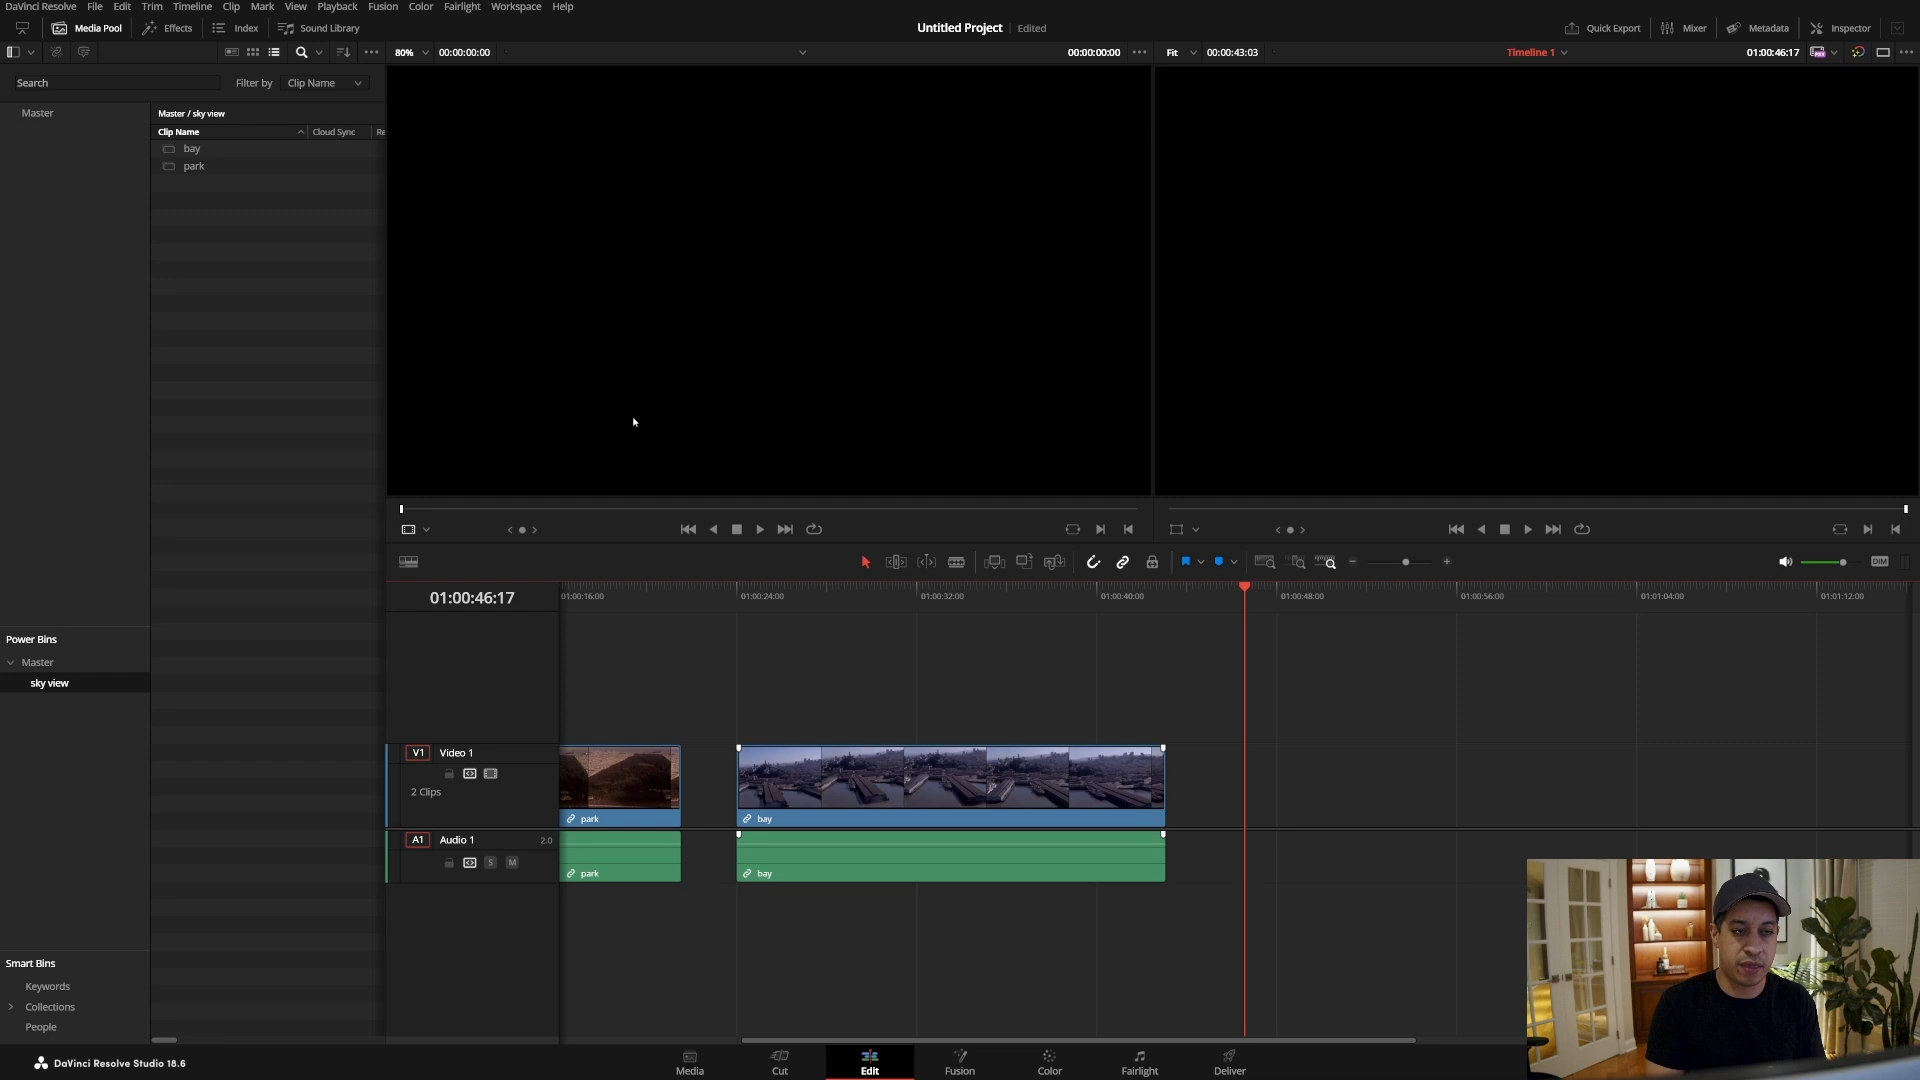 DaVinci Resolve File Edit Trim Timeline Clip Mark View Playback Fusion Color Fairlight Workspace Help
Media Pool Effects Index Sound Library Untitled Project Edited Quick Export Mixer Metadata Inspector
80% 00:00:00:00 00:00:00:00 Fit 00:00:43:03 Timeline 1 01:00:46:17
Search Filter by Clip Name
Master
Master / sky view
Clip Name Cloud Sync Re
bay
park
01:00:46:17
01:00:16:00 01:00:24:00 01:00:32:00 01:00:40:00 01:00:48:00 01:00:56:00 01:01:04:00 01:01:12:00
DIM
Power Bins
Master
sky view
V1 Video 1
2 Clips
park bay
A1 Audio 1 2.0
S M
park bay
Smart Bins
Keywords
Collections
People
DaVinci Resolve Studio 18.6
Media Cut Edit Fusion Color Fairlight Deliver